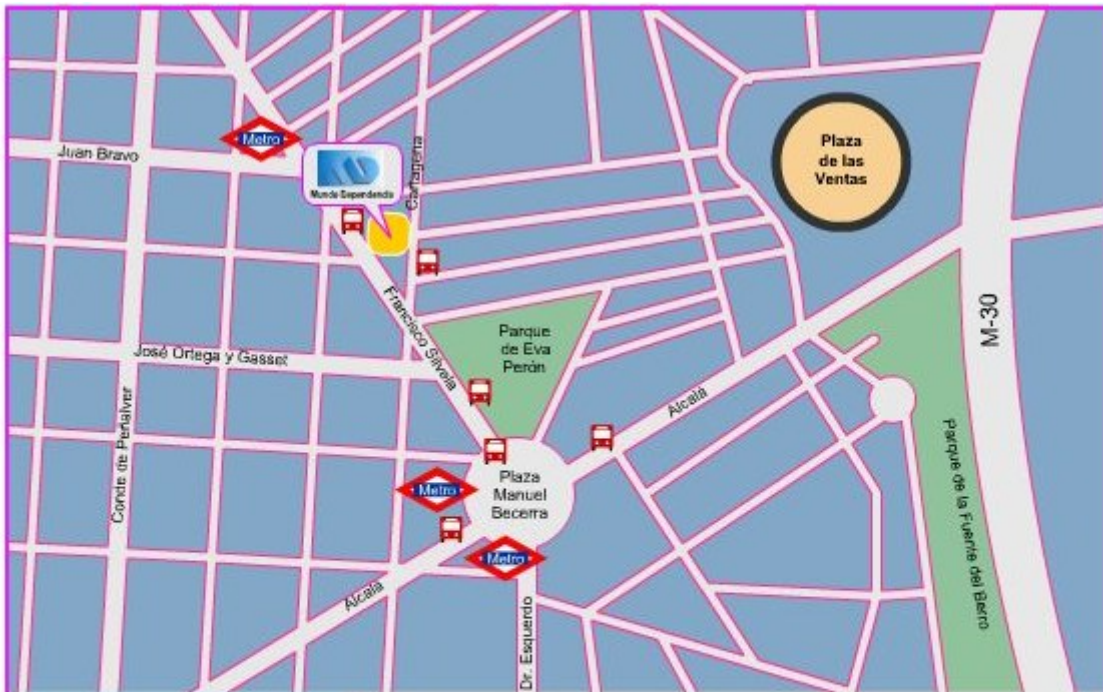 Metro
Juan Bravo
Mundo Dependencia
Cartagena
Plaza
de las
Ventas
M-30
Francisco Silvela
Parque
de Eva
Perón
José Ortega y Gasset
Alcalá
Conde de Peñalver
Plaza
Manuel
Becerra
Metro
Metro
Alcalá
Dr. Esquerdo
Parque de la Fuente del Berro